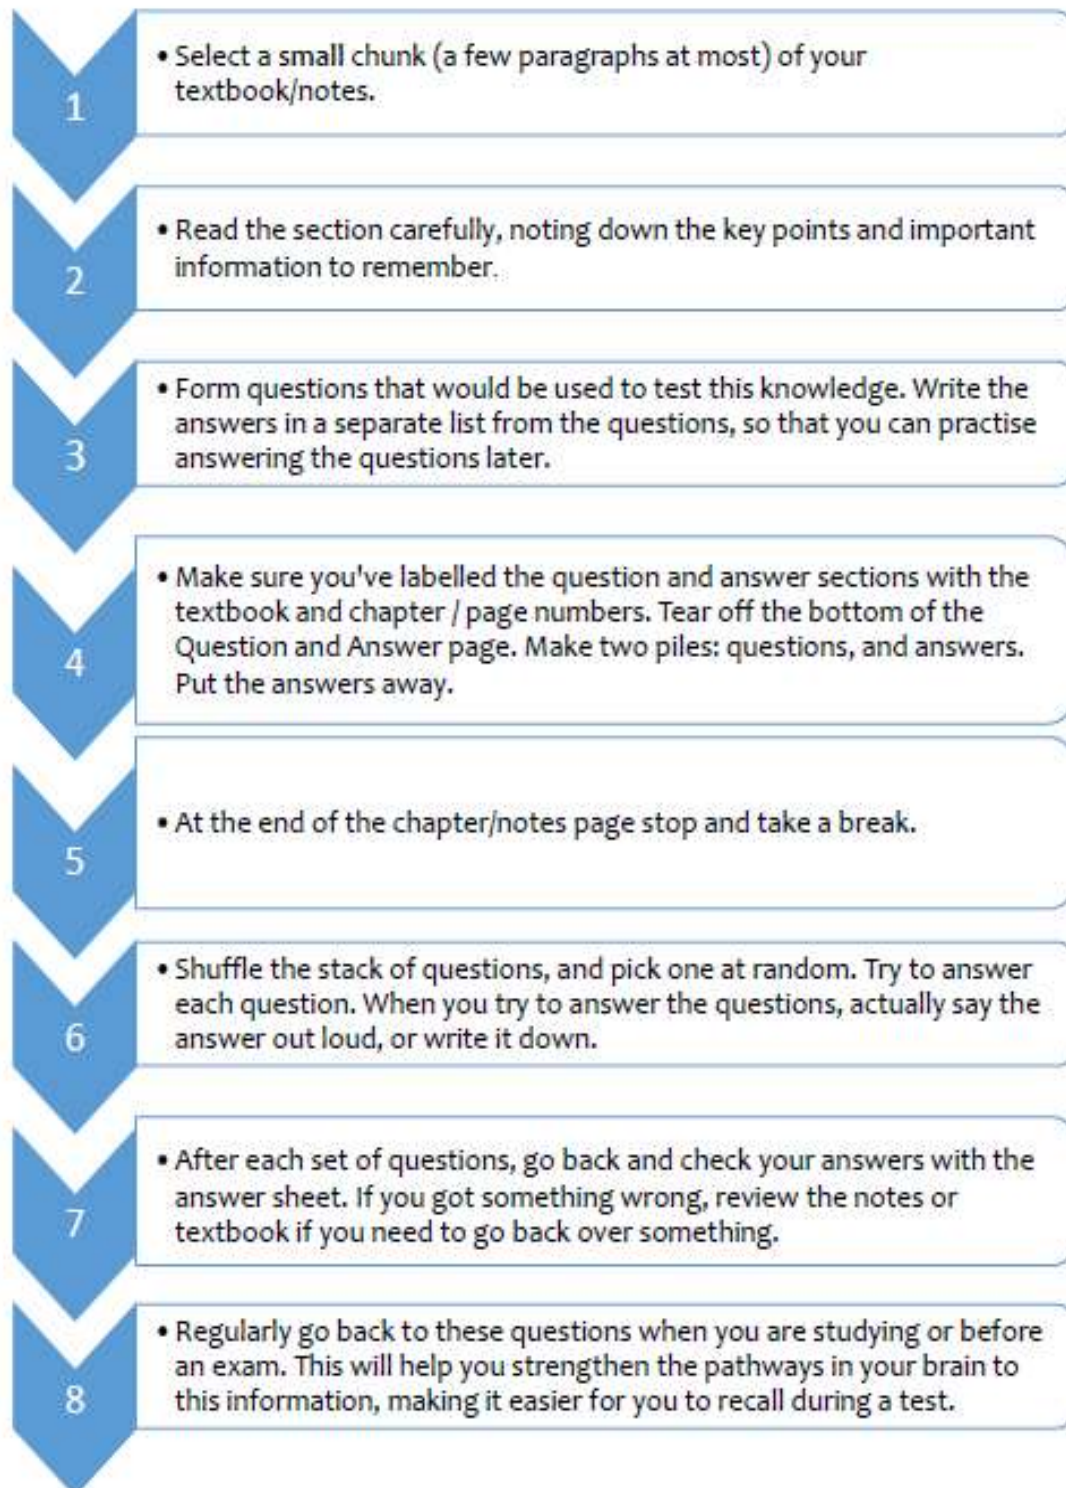 1
• Select a small chunk (a few paragraphs at most) of your
textbook/notes.
2
• Read the section carefully, noting down the key points and important
information to remember.
3
• Form questions that would be used to test this knowledge. Write the
answers in a separate list from the questions, so that you can practise
answering the questions later.
4
• Make sure you've labelled the question and answer sections with the
textbook and chapter / page numbers. Tear off the bottom of the
Question and Answer page. Make two piles: questions, and answers.
Put the answers away.
5
• At the end of the chapter/notes page stop and take a break.
6
• Shuffle the stack of questions, and pick one at random. Try to answer
each question. When you try to answer the questions, actually say the
answer out loud, or write it down.
7
• After each set of questions, go back and check your answers with the
answer sheet. If you got something wrong, review the notes or
textbook if you need to go back over something.
8
• Regularly go back to these questions when you are studying or before
an exam. This will help you strengthen the pathways in your brain to
this information, making it easier for you to recall during a test.